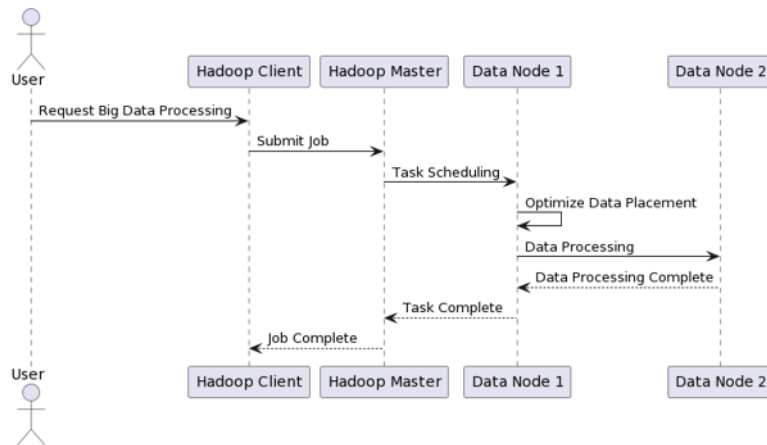 User
Hadoop Client
Hadoop Master
Data Node 1
Data Node 2
Request Big Data Processing
Submit Job
Task Scheduling
Optimize Data Placement
Data Processing
Data Processing Complete
Task Complete
Job Complete
User
Hadoop Client
Hadoop Master
Data Node 1
Data Node 2